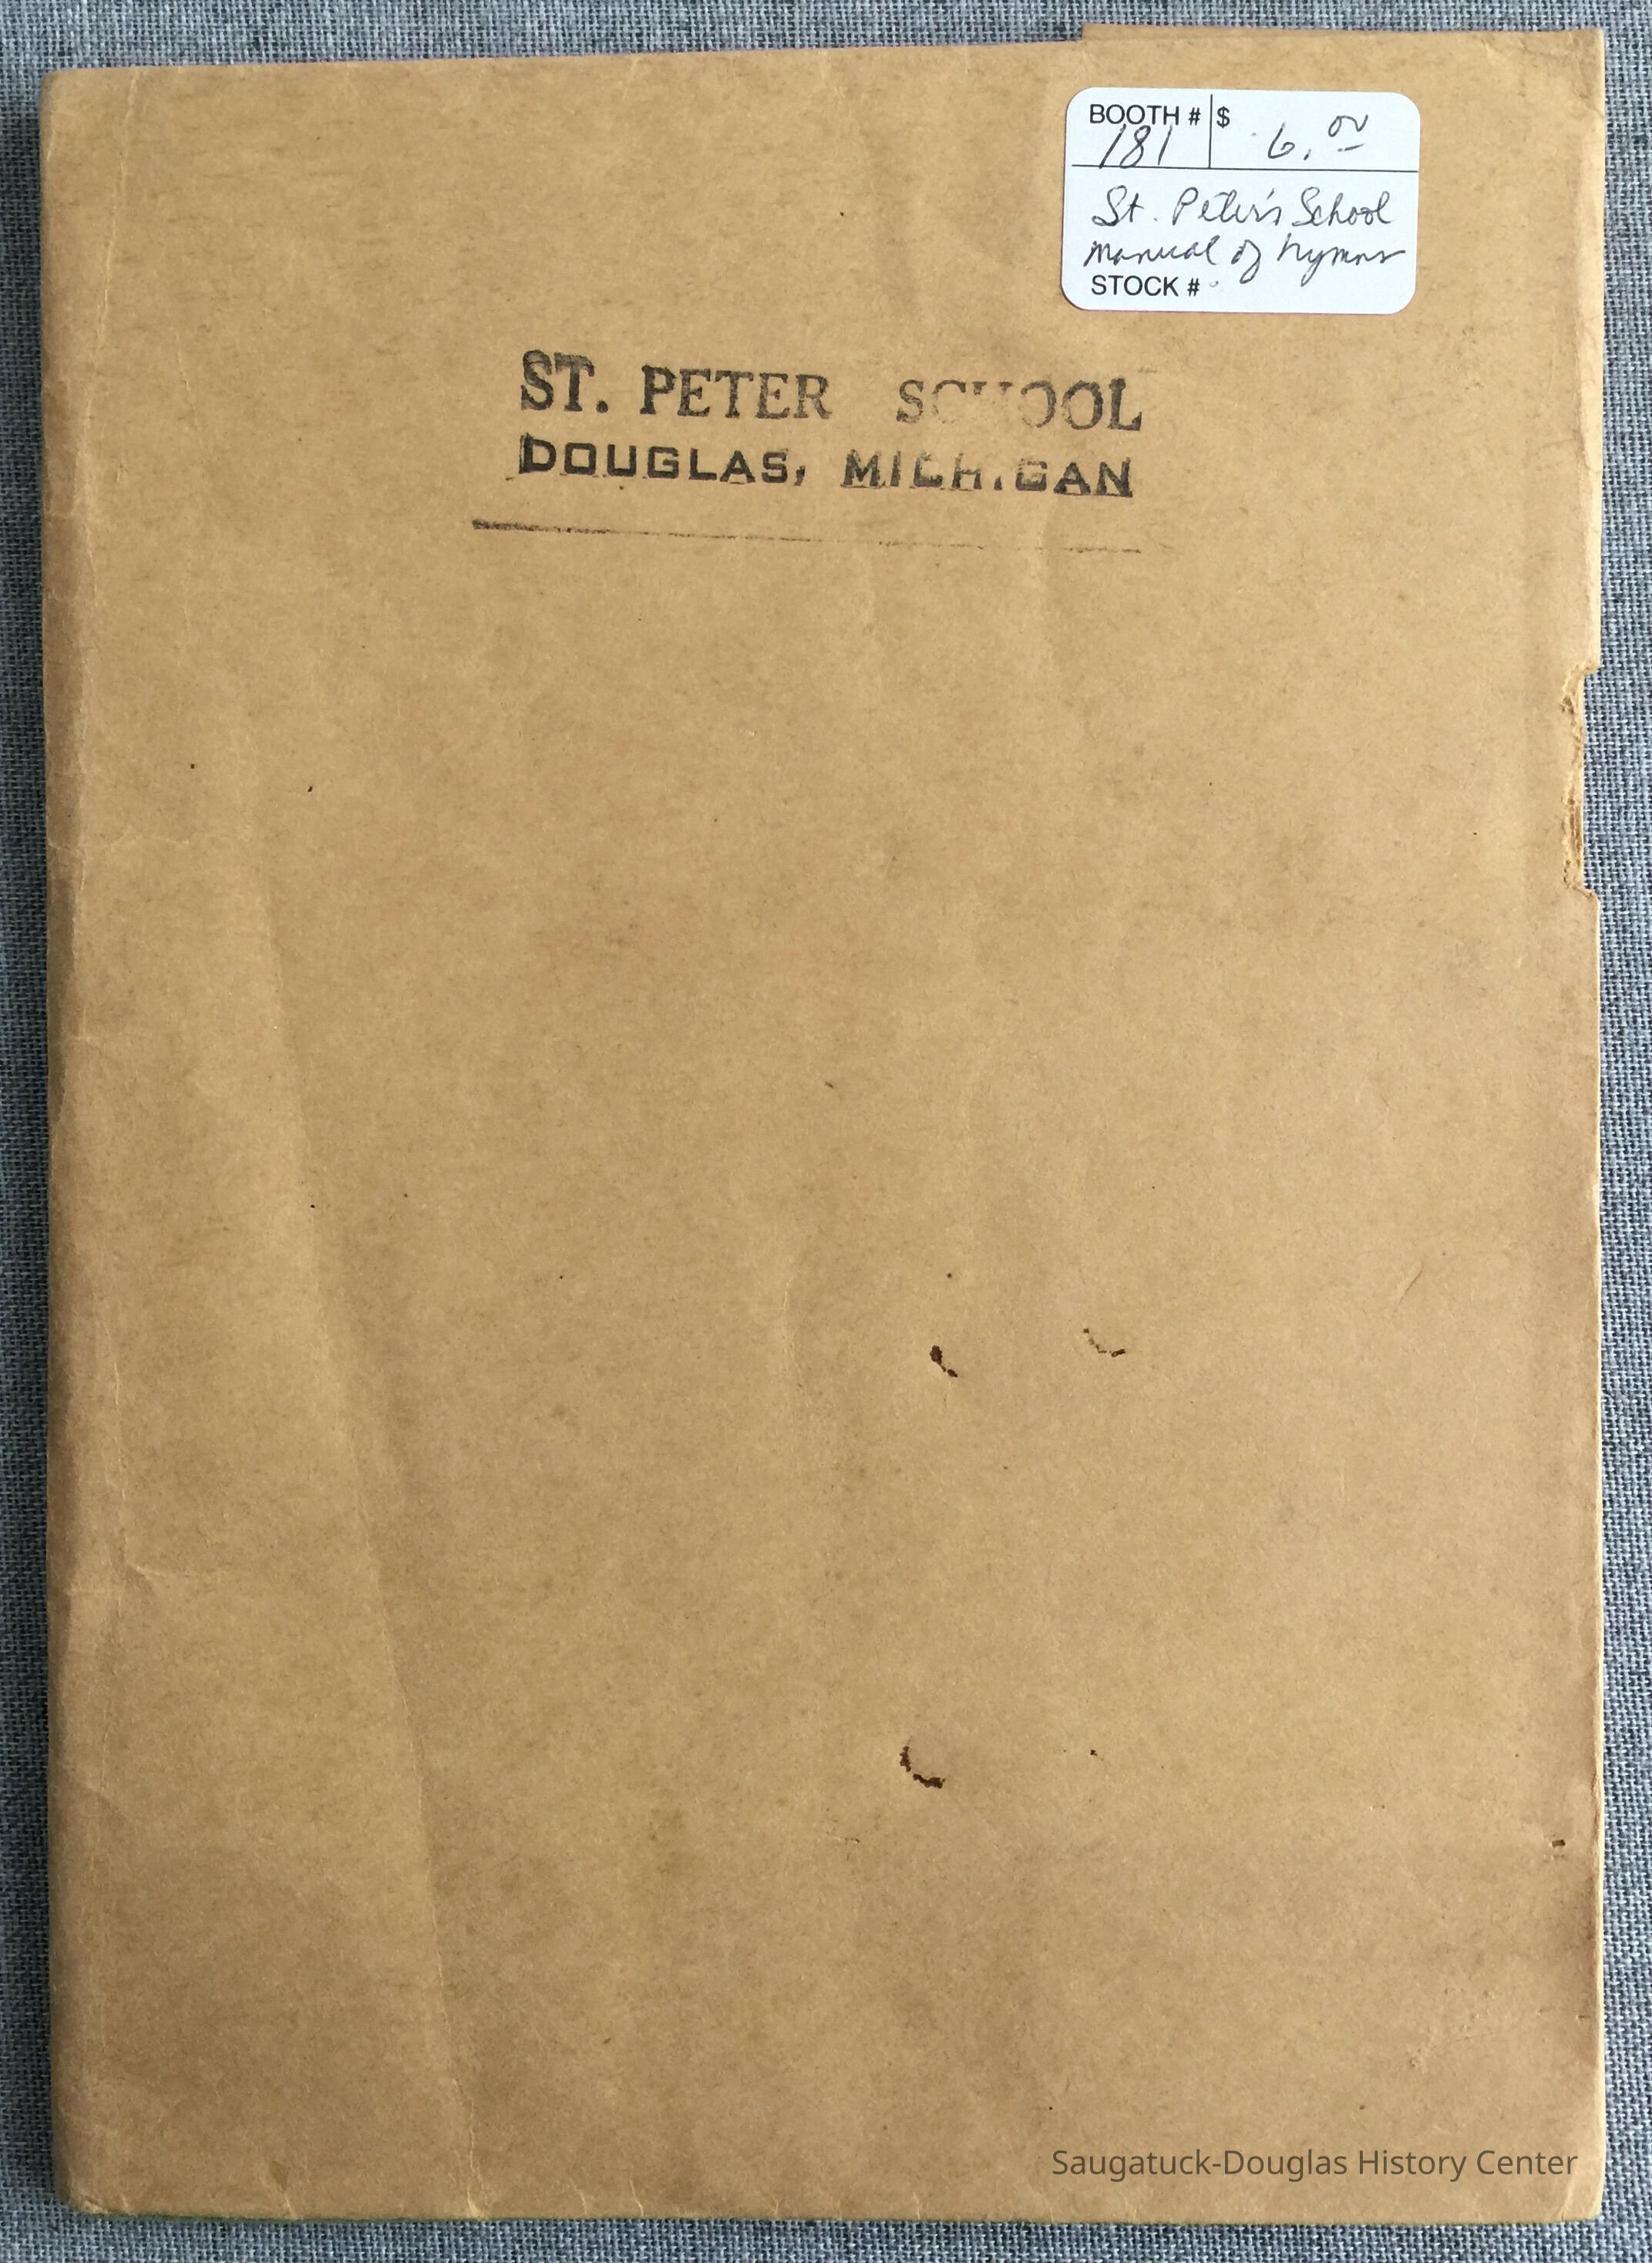 BOOTH # $
181 6.00
St. Peter's School
manual of hymns
STOCK #
ST. PETER SCHOOL
DOUGLAS, MICHIGAN
Saugatuck-Douglas History Center